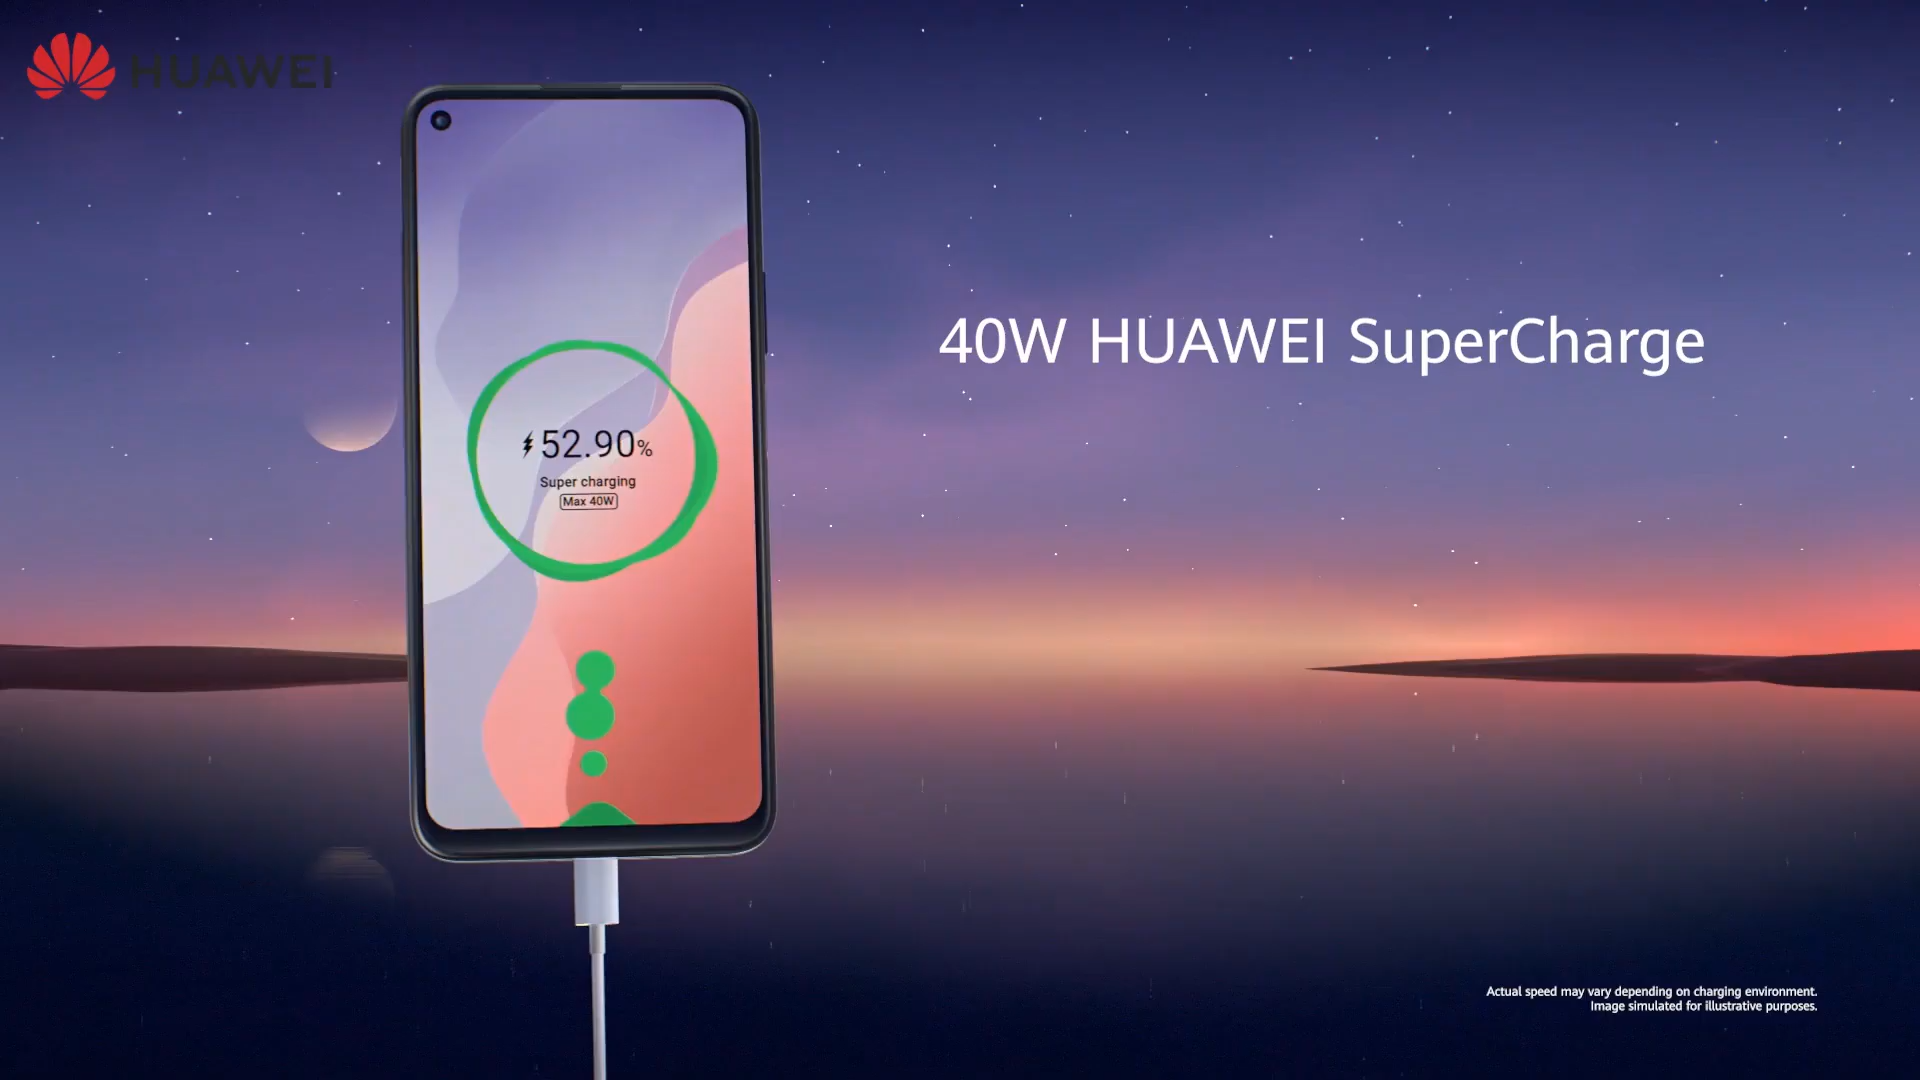 HUAWEI
40W HUAWEI SuperCharge
52.90%
Super charging
Max 40W
Actual speed may vary depending on charging environment.
Image simulated for illustrative purposes.